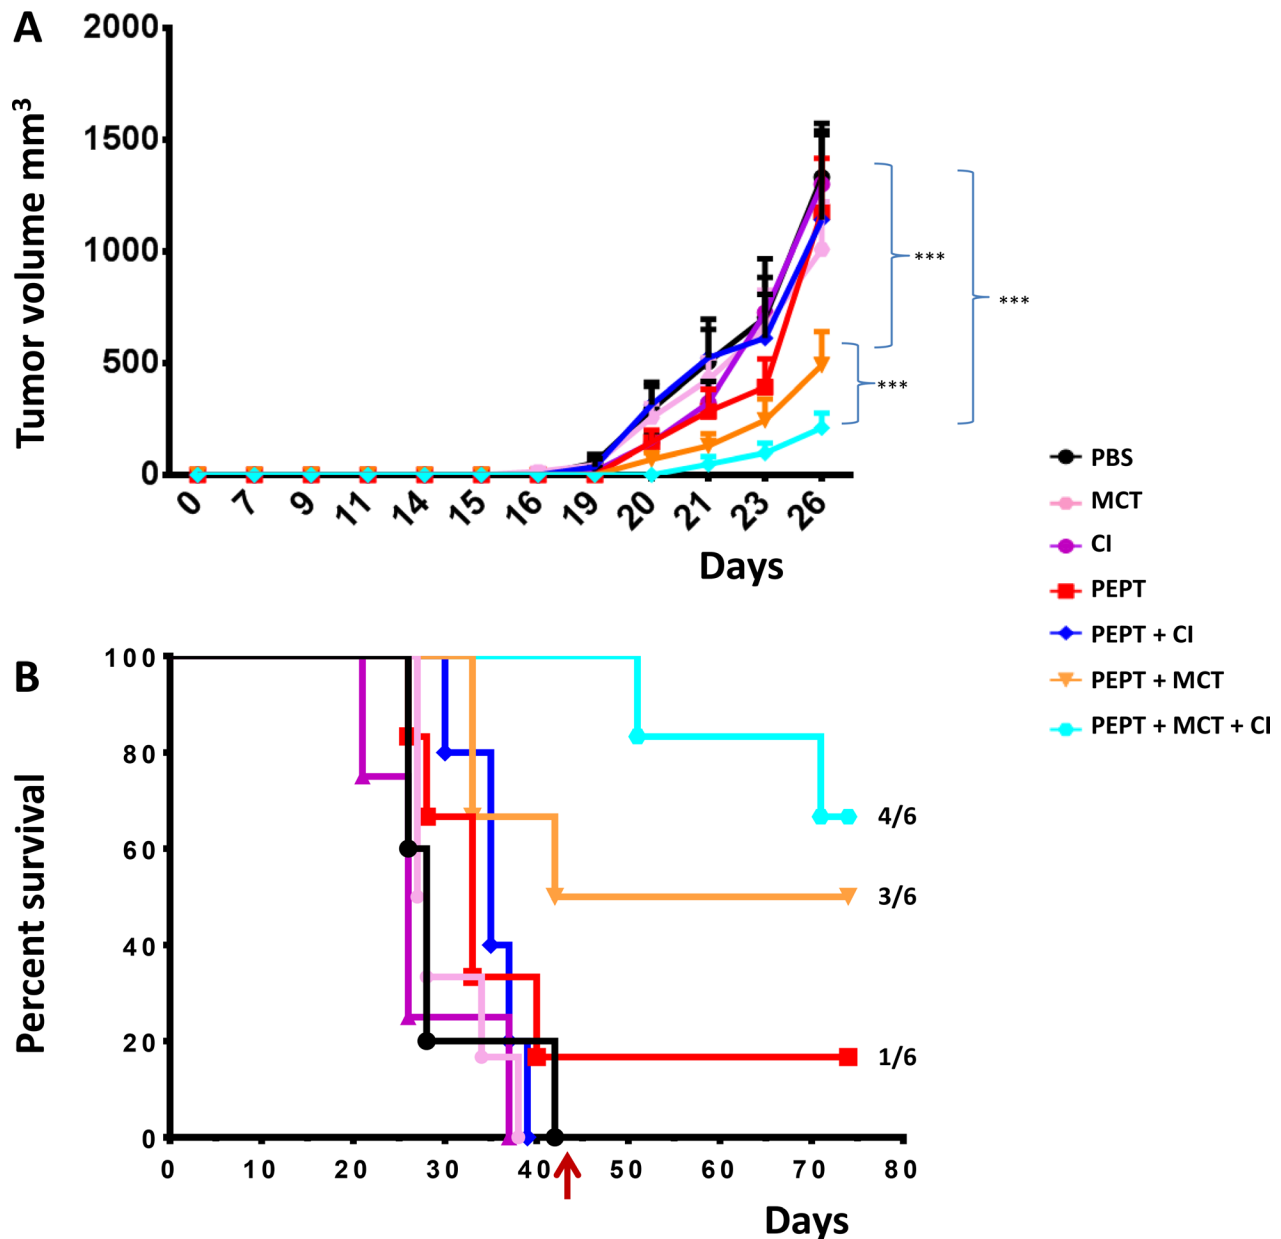 A
Tumor volume mm³
2000
1500
1000
500
0
0 7 9 11 14 15 16 19 20 21 23 26
Days
***
***
***
PBS
MCT
CI
PEPT
PEPT + CI
PEPT + MCT
PEPT + MCT + CI
B
Percent survival
100
80
60
40
20
0
0 10 20 30 40 50 60 70 80
Days
4/6
3/6
1/6